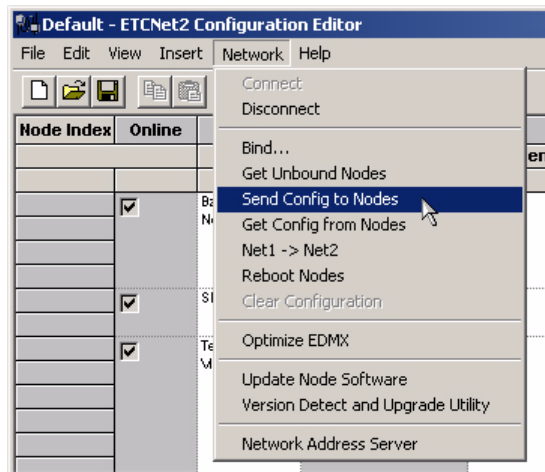 Default - ETCNet2 Configuration Editor
File Edit View Insert Network Help
Node Index Online
Connect
Disconnect
Bind...
Get Unbound Nodes
Send Config to Nodes
Get Config from Nodes
Net1 -> Net2
Reboot Nodes
Clear Configuration
Optimize EDMX
Update Node Software
Version Detect and Upgrade Utility
Network Address Server